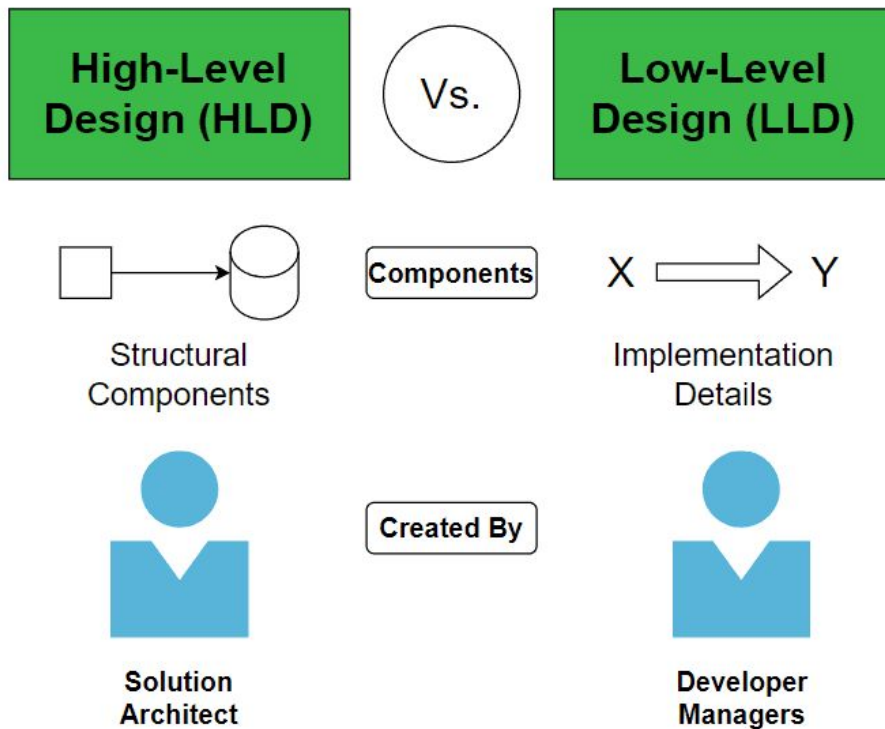 High-Level
Design (HLD)
Vs.
Low-Level
Design (LLD)
Components
X
Y
Structural
Components
Implementation
Details
Created By
Solution
Architect
Developer
Managers